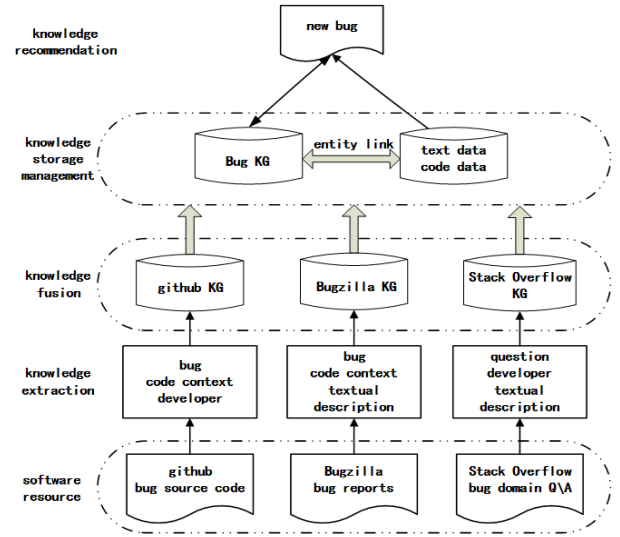 new bug
knowledge
recommendation
knowledge
storage
management
Bug KG
entity link
text data
code data
knowledge
fusion
github KG
Bugzilla KG
Stack Overflow
KG
knowledge
extraction
bug
code context
developer
bug
code context
textual
description
question
developer
textual
description
software
resource
github
bug source code
Bugzilla
bug reports
Stack Overflow
bug domain Q\A